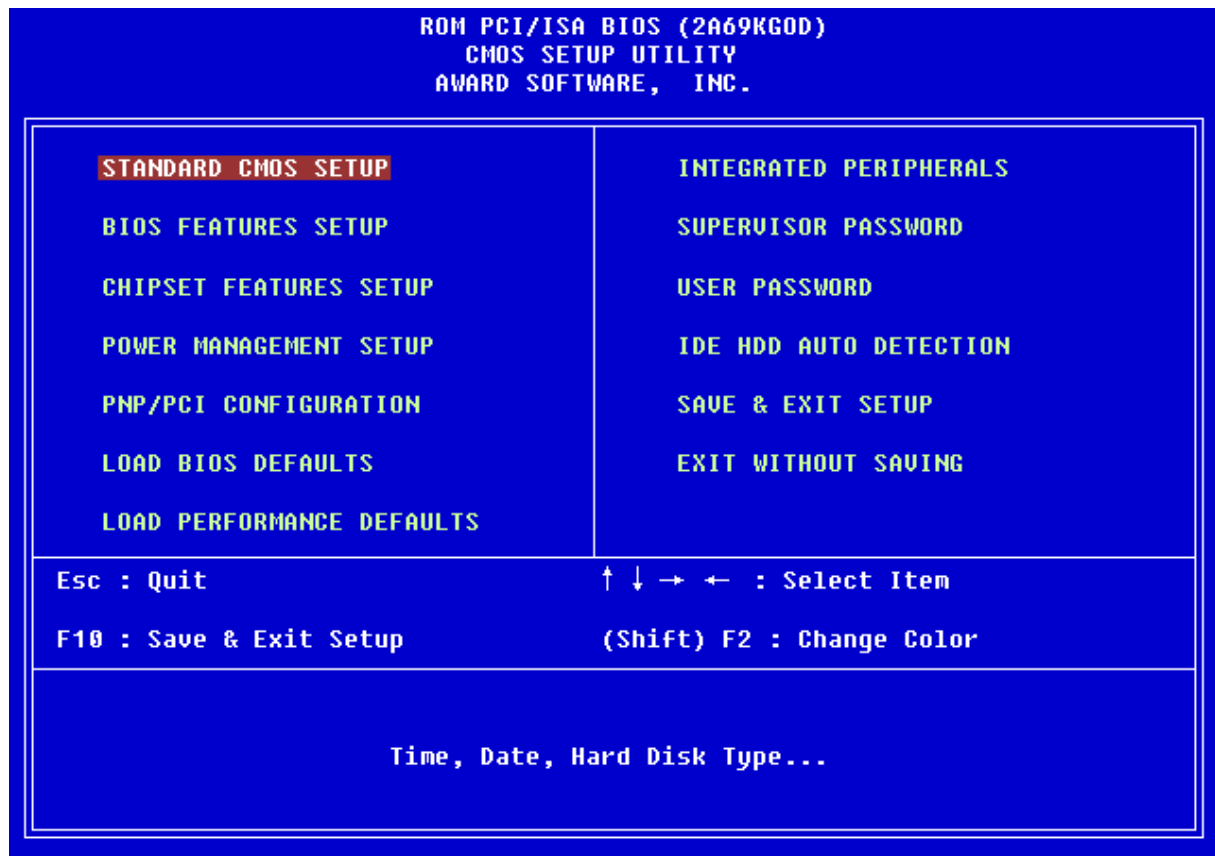 ROM PCI/ISA BIOS (2A69KGOD)
CMOS SETUP UTILITY
AWARD SOFTWARE, INC.
STANDARD CMOS SETUP
BIOS FEATURES SETUP
CHIPSET FEATURES SETUP
POWER MANAGEMENT SETUP
PNP/PCI CONFIGURATION
LOAD BIOS DEFAULTS
LOAD PERFORMANCE DEFAULTS
INTEGRATED PERIPHERALS
SUPERVISOR PASSWORD
USER PASSWORD
IDE HDD AUTO DETECTION
SAVE & EXIT SETUP
EXIT WITHOUT SAVING
Esc : Quit
↑ ↓ → ← : Select Item
F10 : Save & Exit Setup
(Shift) F2 : Change Color
Time, Date, Hard Disk Type...